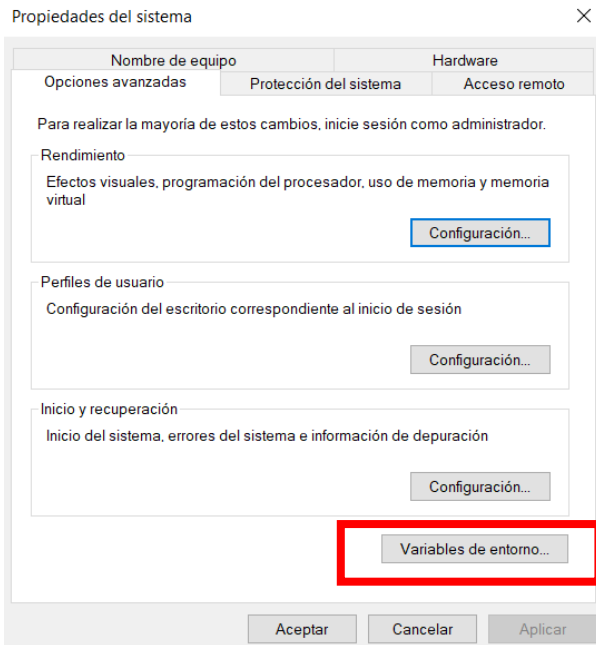 Propiedades del sistema
Nombre de equipo
Hardware
Opciones avanzadas
Protección del sistema
Acceso remoto
Para realizar la mayoría de estos cambios, inicie sesión como administrador.
Rendimiento
Efectos visuales, programación del procesador, uso de memoria y memoria
virtual
Configuración...
Perfiles de usuario
Configuración del escritorio correspondiente al inicio de sesión
Configuración...
Inicio y recuperación
Inicio del sistema, errores del sistema e información de depuración
Configuración...
Variables de entorno...
Aceptar
Cancelar
Aplicar